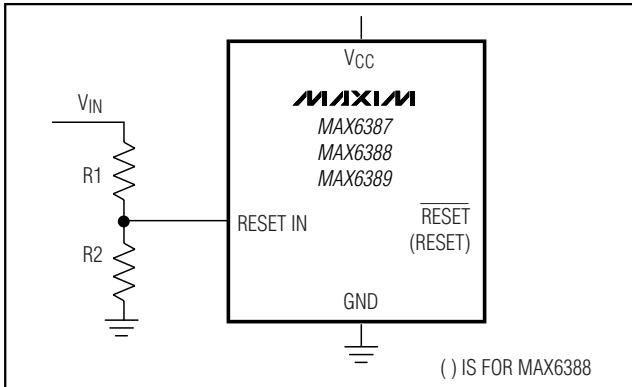 VCC
MAXIM
VIN
MAX6387
MAX6388
MAX6389
R1
RESET IN
RESET
(RESET)
R2
GND
( ) IS FOR MAX6388